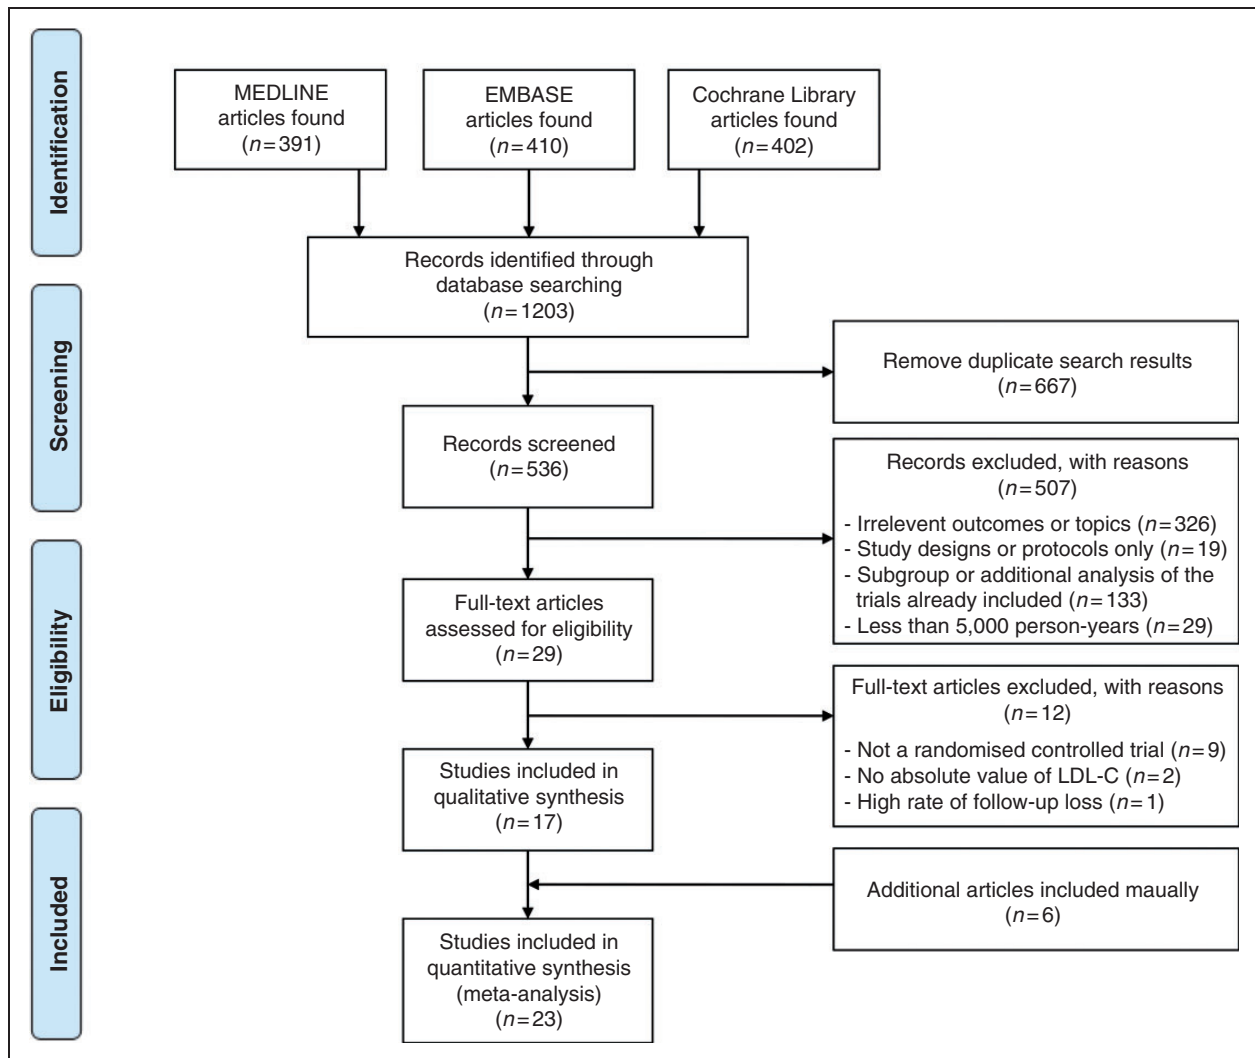 Identification
MEDLINE
articles found
(n=391)
EMBASE
articles found
(n=410)
Cochrane Library
articles found
(n=402)
Records identified through
database searching
(n=1203)
Screening
Remove duplicate search results
(n=667)
Records screened
(n=536)
Records excluded, with reasons
(n=507)
- Irrelevent outcomes or topics (n=326)
- Study designs or protocols only (n=19)
- Subgroup or additional analysis of the
trials already included (n=133)
- Less than 5,000 person-years (n=29)
Eligibility
Full-text articles
assessed for eligibility
(n=29)
Full-text articles excluded, with reasons
(n=12)
- Not a randomised controlled trial (n=9)
- No absolute value of LDL-C (n=2)
- High rate of follow-up loss (n=1)
Studies included in
qualitative synthesis
(n=17)
Included
Additional articles included maually
(n=6)
Studies included in
quantitative synthesis
(meta-analysis)
(n=23)